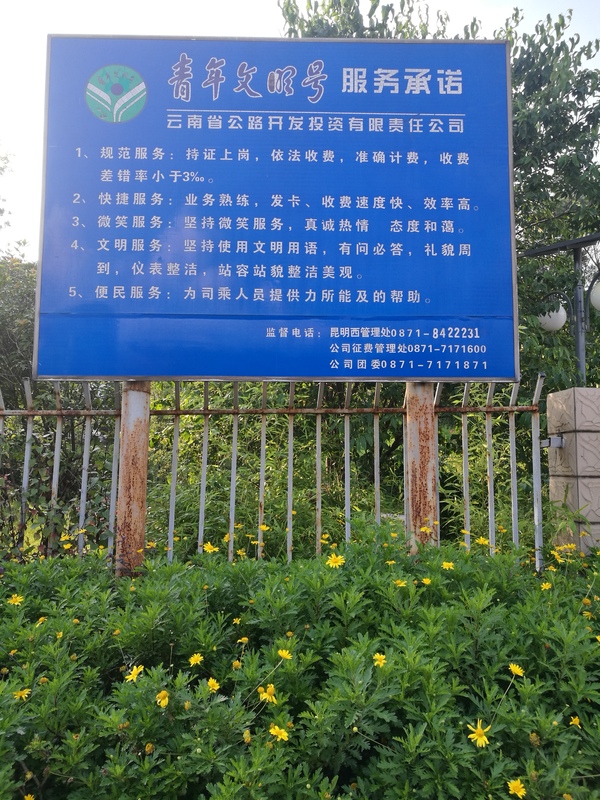 青年文明号 服务承诺
云南省公路开发投资有限责任公司
1、规范服务：持证上岗，依法收费，准确计费，收费
差错率小于3‰。
2、快捷服务：业务熟练，发卡、收费速度快、效率高。
3、微笑服务：坚持微笑服务，真诚热情 态度和蔼。
4、文明服务：坚持使用文明用语，有问必答，礼貌周
到，仪表整洁，站容站貌整洁美观。
5、便民服务：为司乘人员提供力所能及的帮助。
监督电话：昆明西管理处0871-8422231
公司征费管理处0871-7171600
公司团委0871-7171871